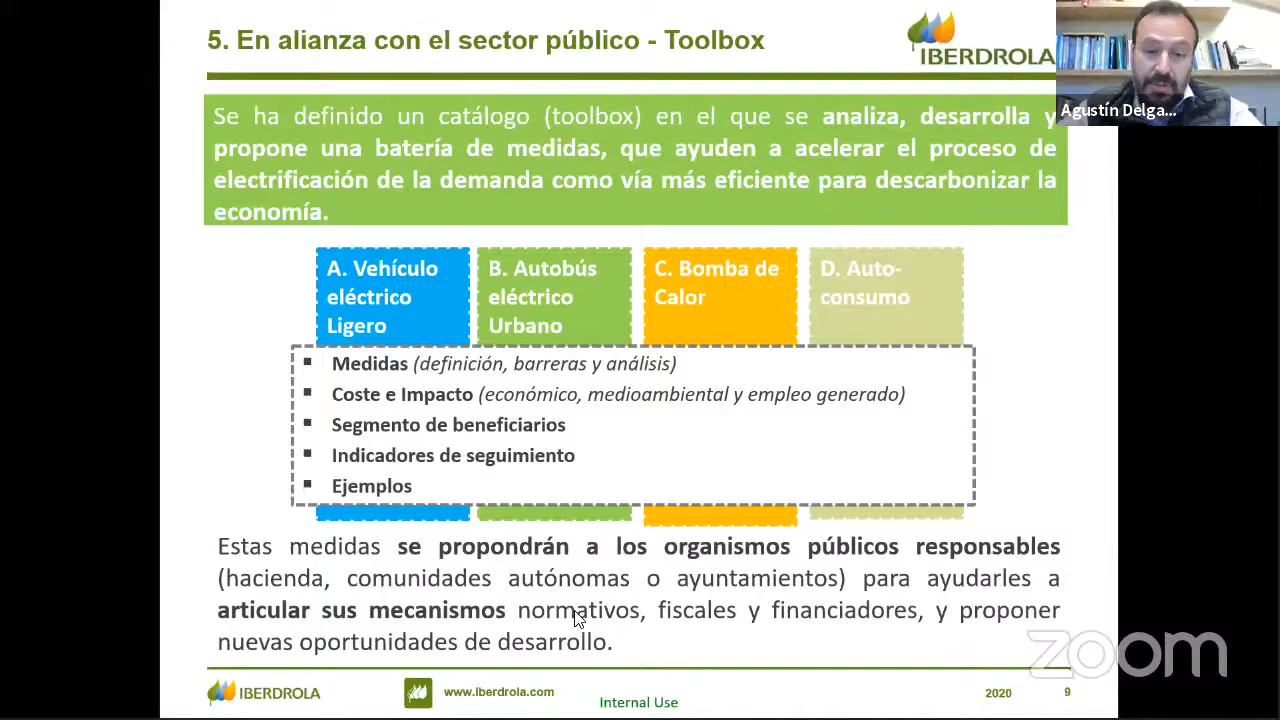 5. En alianza con el sector público - Toolbox
IBERDROLA
Agustín Delga...
Se ha definido un catálogo (toolbox) en el que se analiza, desarrolla y
propone una batería de medidas, que ayuden a acelerar el proceso de
electrificación de la demanda como vía más eficiente para descarbonizar la
economía.
A. Vehículo
eléctrico
Ligero
B. Autobús
eléctrico
Urbano
C. Bomba de
Calor
D. Auto-
consumo
Medidas (definición, barreras y análisis)
Coste e Impacto (económico, medioambiental y empleo generado)
Segmento de beneficiarios
Indicadores de seguimiento
Ejemplos
Estas medidas se propondrán a los organismos públicos responsables
(hacienda, comunidades autónomas o ayuntamientos) para ayudarles a
articular sus mecanismos normativos, fiscales y financiadores, y proponer
nuevas oportunidades de desarrollo.
zoom
IBERDROLA
www.iberdrola.com
Internal Use
2020
9